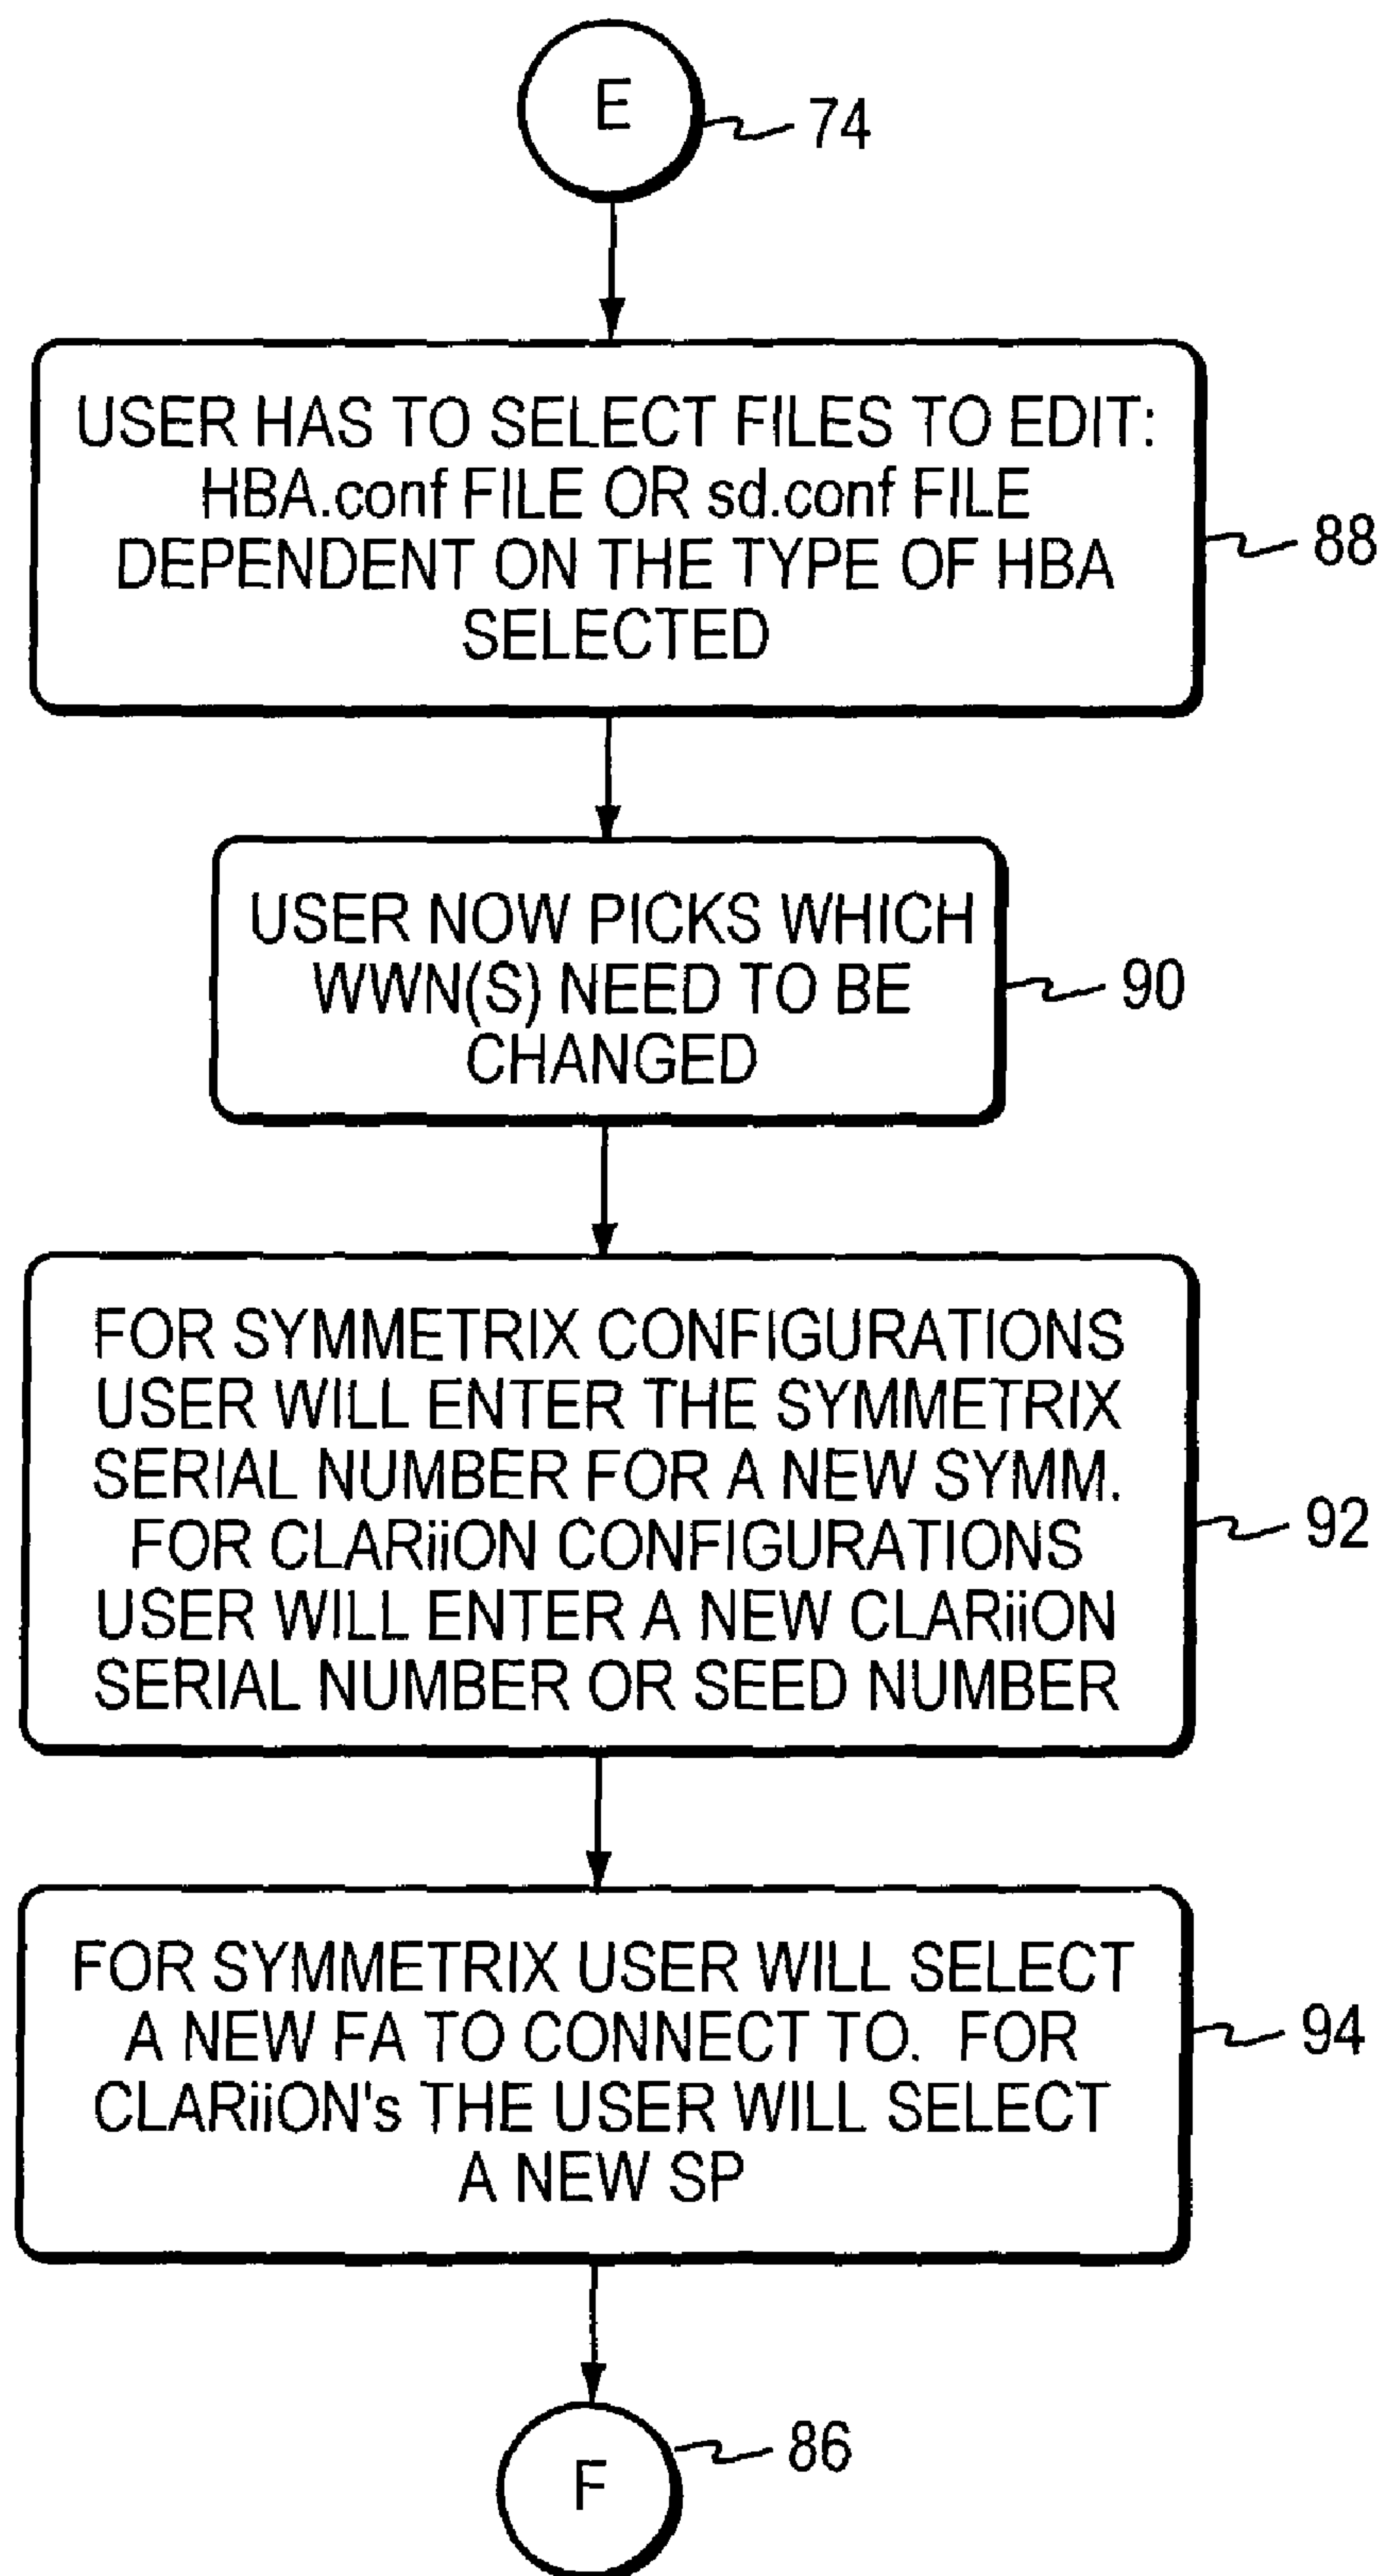 E
74
USER HAS TO SELECT FILES TO EDIT:
HBA.conf FILE OR sd.conf FILE
DEPENDENT ON THE TYPE OF HBA
SELECTED
88
USER NOW PICKS WHICH
WWN(S) NEED TO BE
CHANGED
90
FOR SYMMETRIX CONFIGURATIONS
USER WILL ENTER THE SYMMETRIX
SERIAL NUMBER FOR A NEW SYMM.
FOR CLARiiON CONFIGURATIONS
USER WILL ENTER A NEW CLARiiON
SERIAL NUMBER OR SEED NUMBER
92
FOR SYMMETRIX USER WILL SELECT
A NEW FA TO CONNECT TO. FOR
CLARiiON's THE USER WILL SELECT
A NEW SP
94
F
86